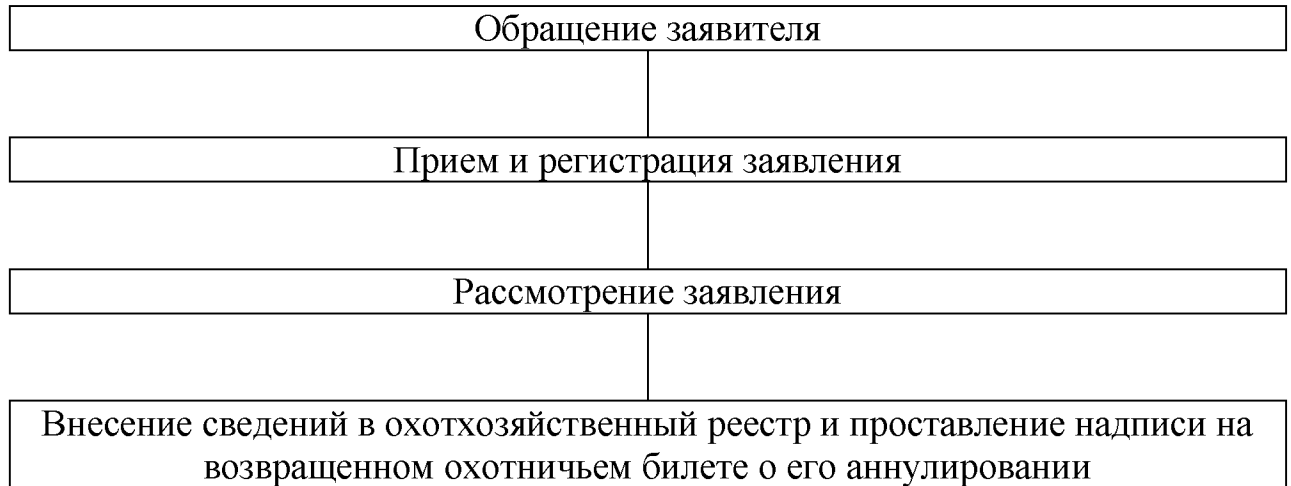 Обращение заявителя
Прием и регистрация заявления
Рассмотрение заявления
Внесение сведений в охотхозяйственный реестр и проставление надписи на
возвращенном охотничьем билете о его аннулировании